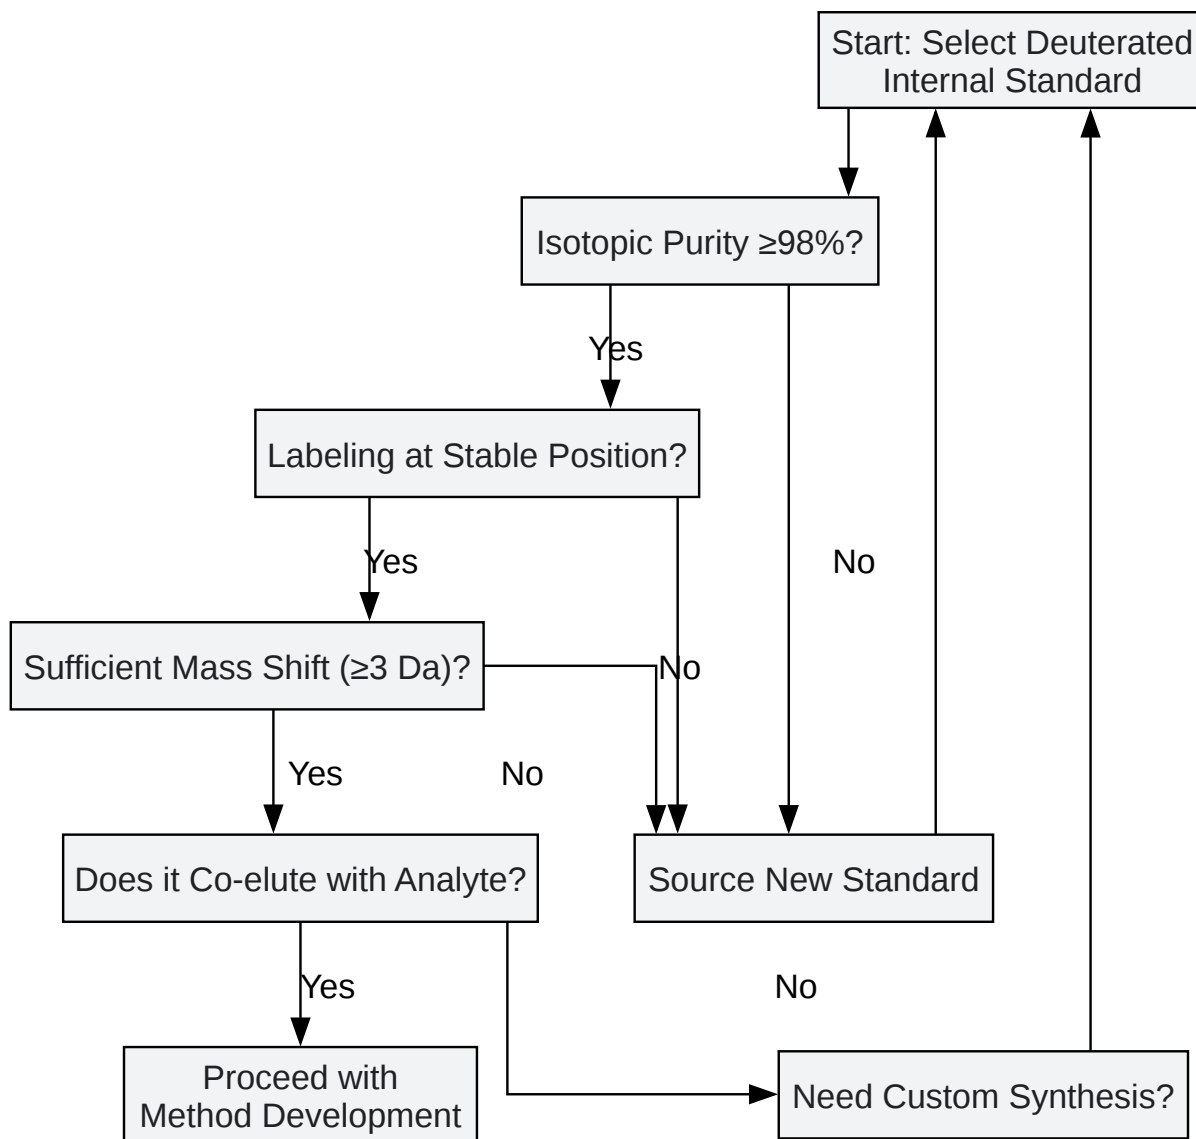 Start: Select Deuterated
Internal Standard
Isotopic Purity ≥98%?
Yes
Labeling at Stable Position?
Yes
No
Sufficient Mass Shift (≥3 Da)?
No
Yes
No
Does it Co-elute with Analyte?
Source New Standard
Yes
No
Proceed with
Method Development
Need Custom Synthesis?